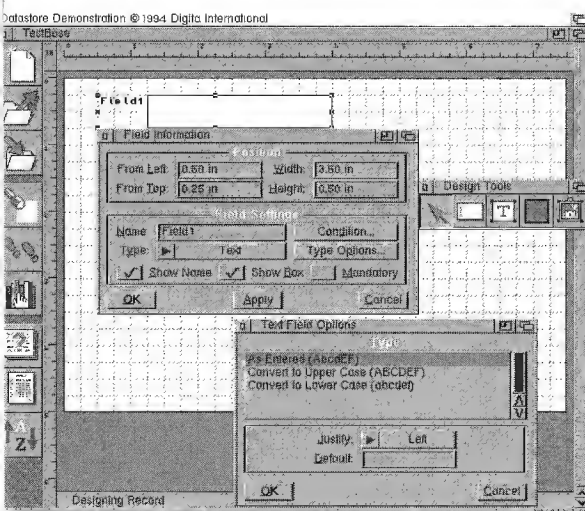 Datastore Demonstration © 1994 Digita International
TestBase
Field1
Field Information
Position
From Left: 0.50 in Width: 3.50 in
From Top: 0.25 in Height: 0.50 in
Field Settings
Name: Field1 Condition...
Type: Text Type Options...
Show Name Show Box Mandatory
OK Apply Cancel
Design Tools
T
Text Field Options
Type
As Entered (AbcdEF)
Convert to Upper Case (ABCDEF)
Convert to Lower Case (abcdef)
Justify: Left
Default:
OK Cancel
A
Z
Designing Record